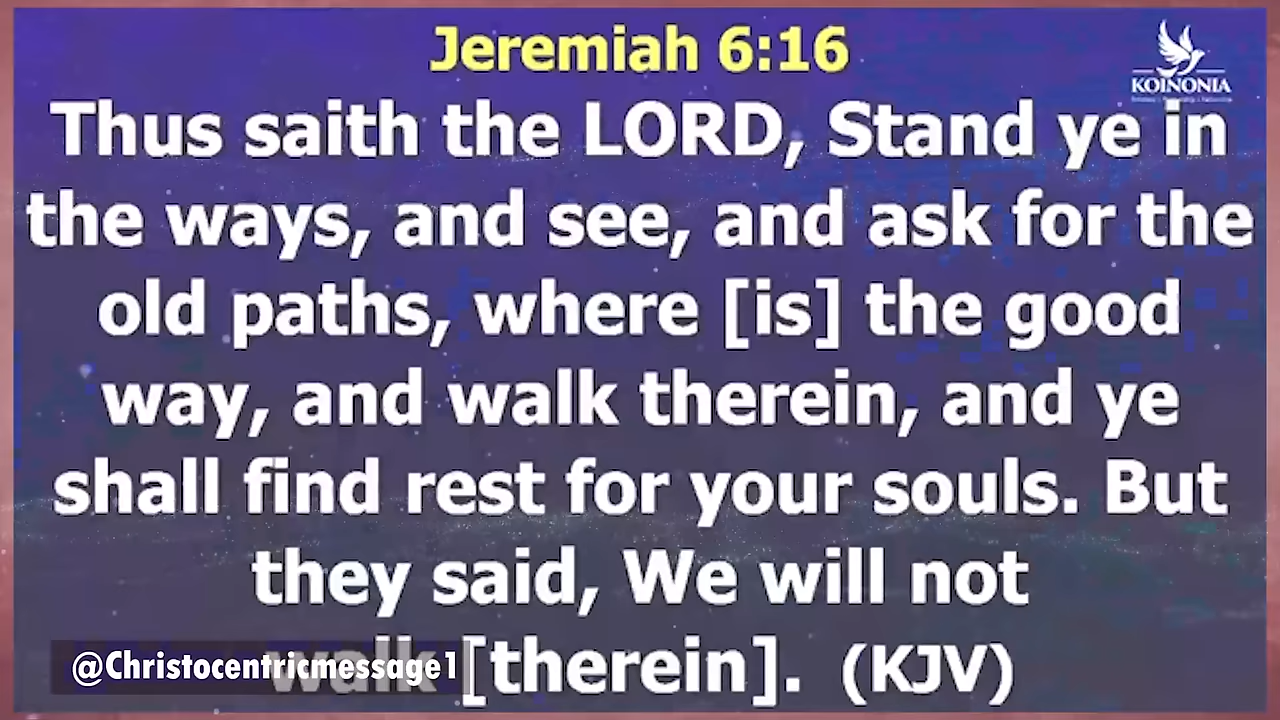 Jeremiah 6:16
KOINONIA
Thus saith the LORD, Stand ye in
the ways, and see, and ask for the
old paths, where [is] the good
way, and walk therein, and ye
shall find rest for your souls. But
they said, We will not
walk [therein]. (KJV)
@Christocentricmessage1